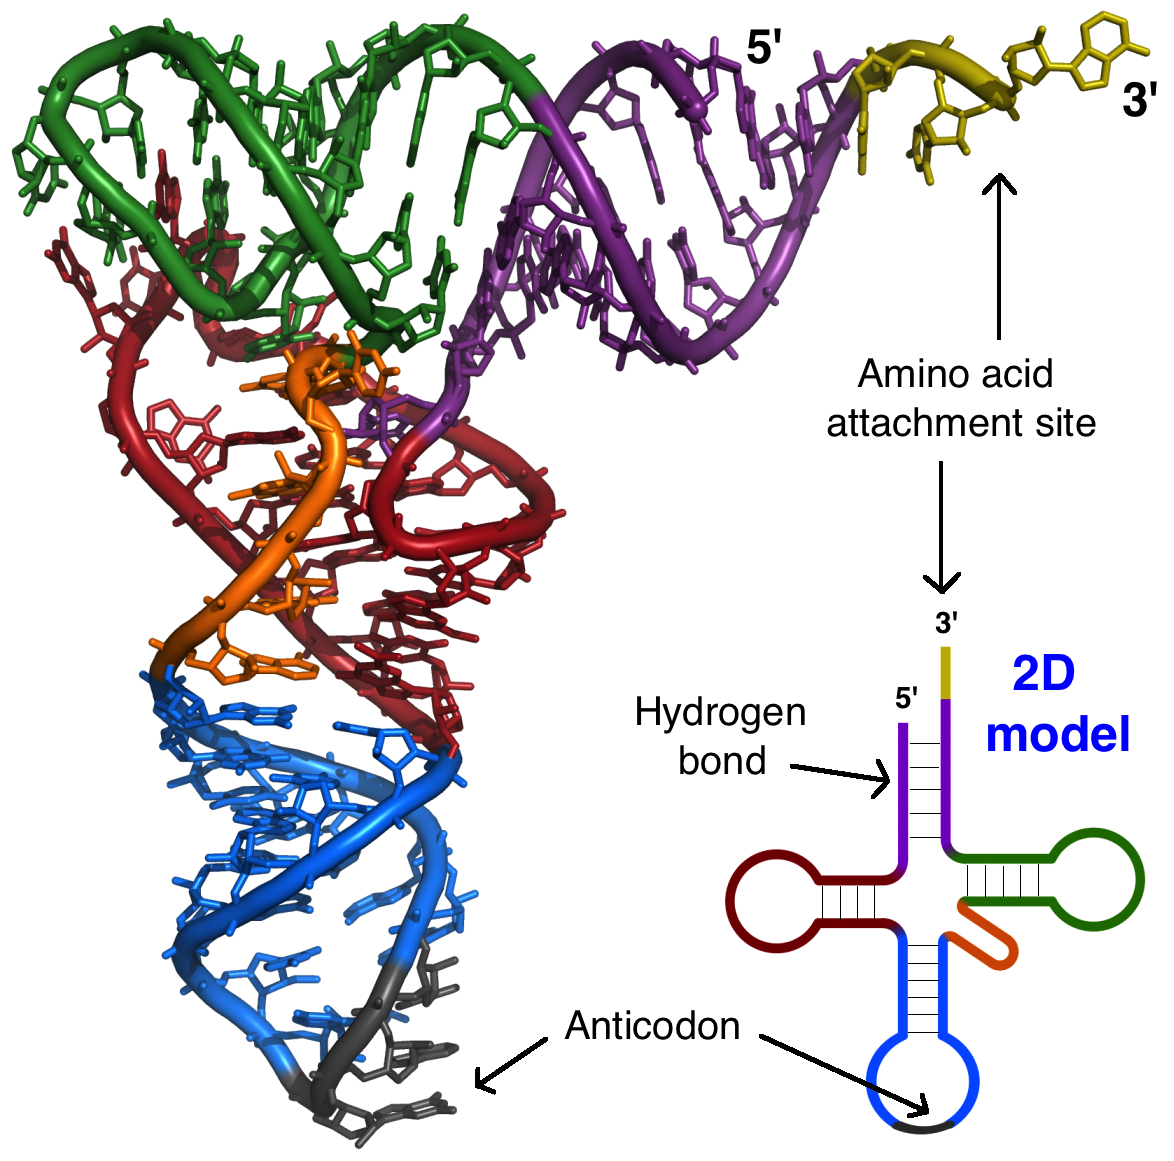 5'
3'
Amino acid
attachment site
3'
2D
model
5'
Hydrogen
bond
Anticodon